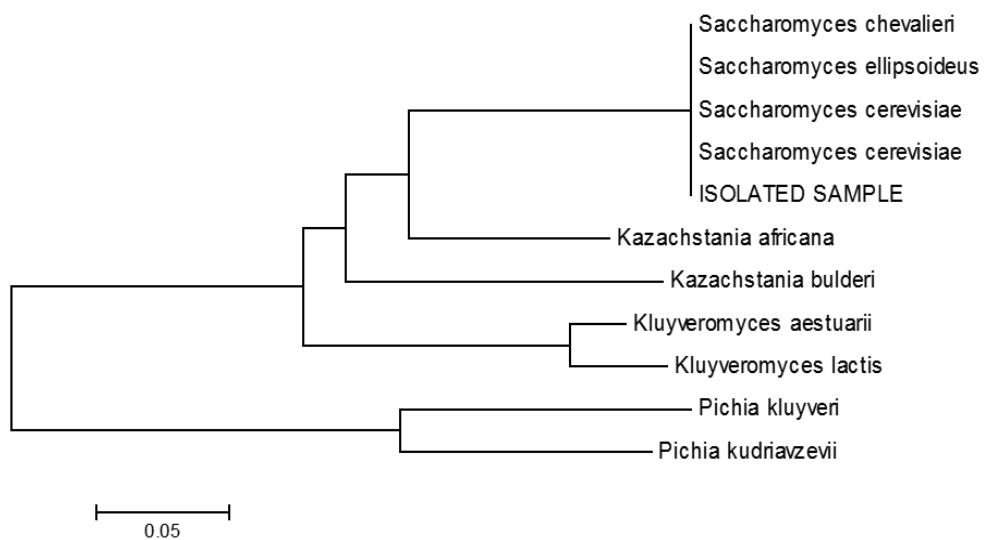 Saccharomyces chevalieri
Saccharomyces ellipsoideus
Saccharomyces cerevisiae
Saccharomyces cerevisiae
ISOLATED SAMPLE
Kazachstania africana
Kazachstania bulderi
Kluyveromyces aestuarii
Kluyveromyces lactis
Pichia kluyveri
Pichia kudriavzevii
0.05